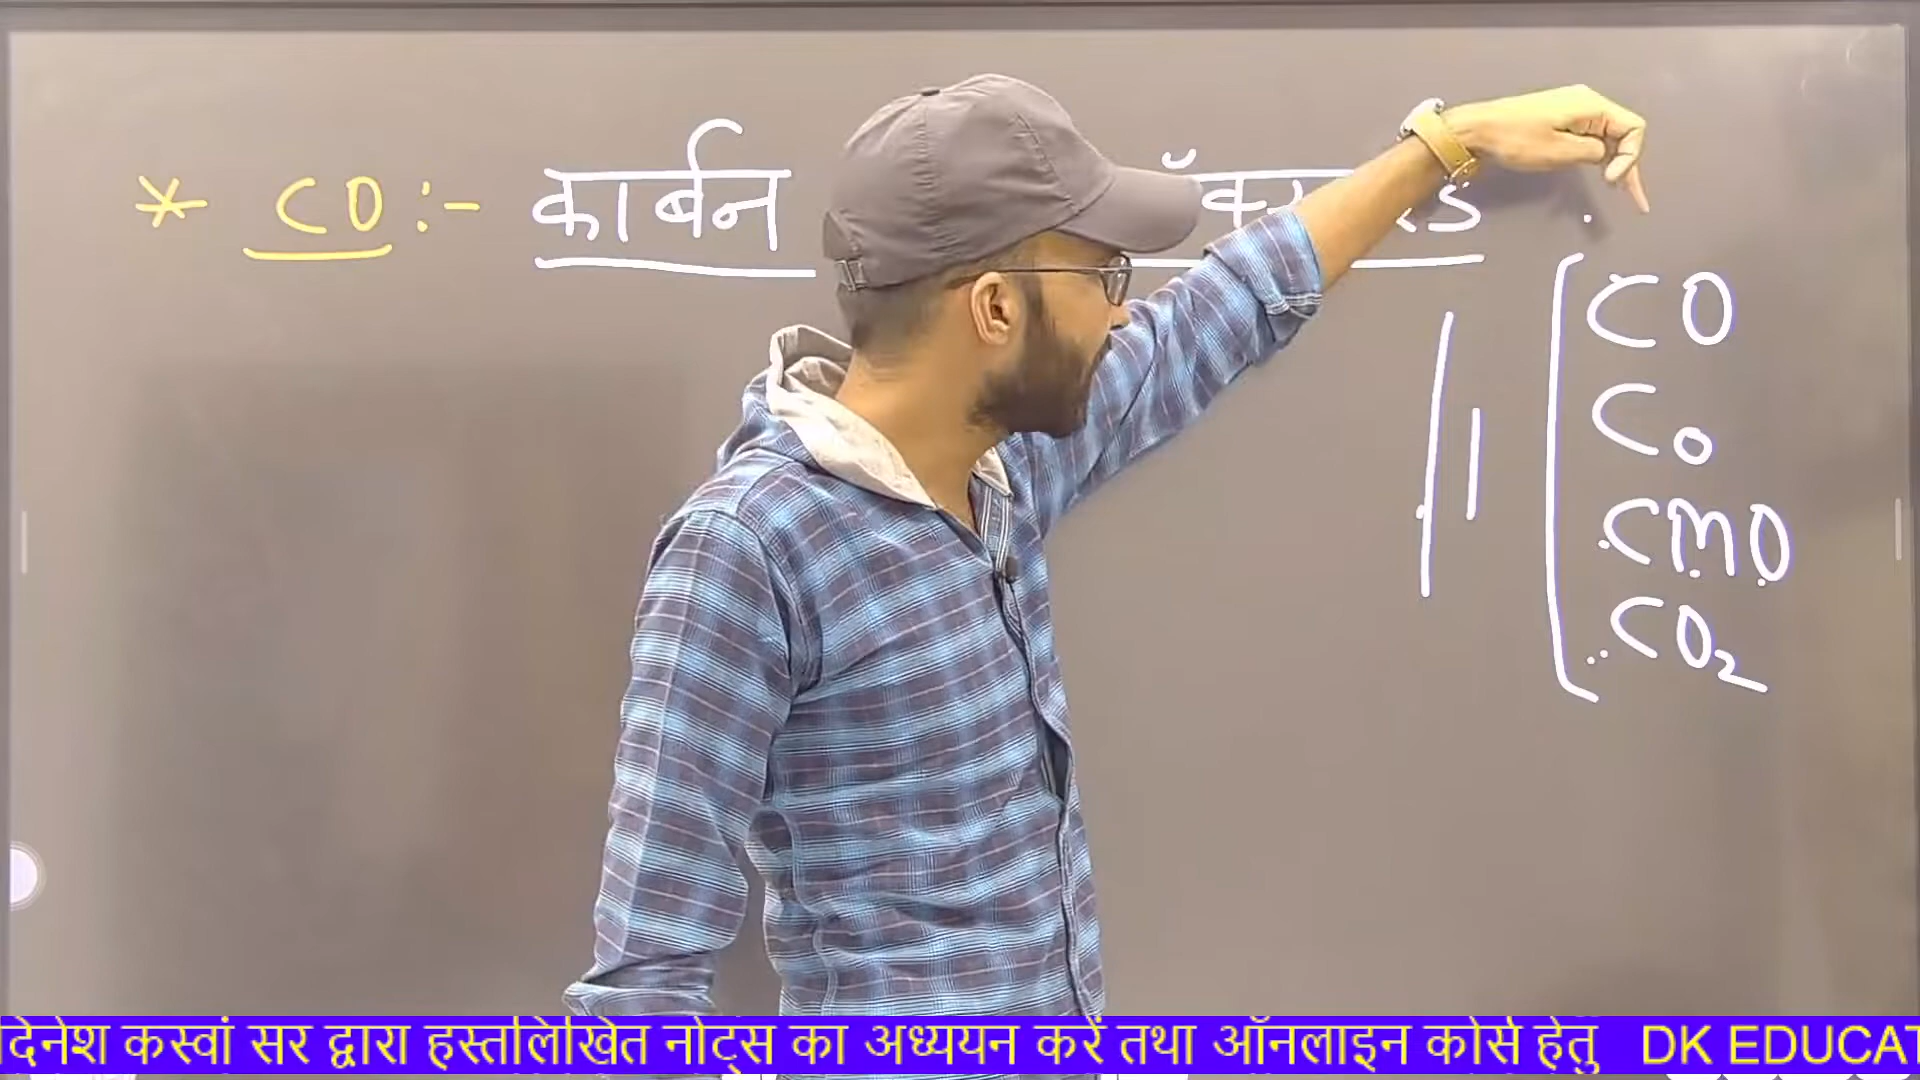 * CO :- कार्बन
CO
Co
CMO
CO₂
दिनेश कस्वां सर द्वारा हस्तलिखित नोट्स का अध्ययन करें तथा ऑनलाइन कोर्स हेतु DK EDUCAT